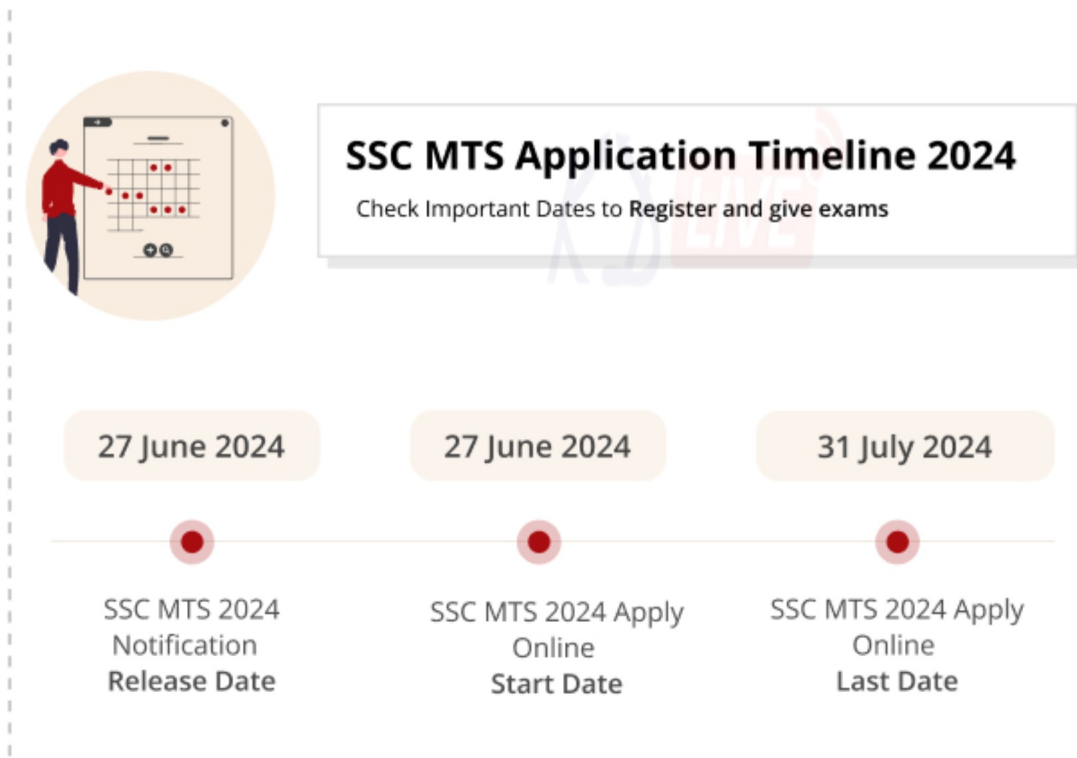 SSC MTS Application Timeline 2024
Check Important Dates to Register and give exams
LIVE
27 June 2024
27 June 2024
31 July 2024
SSC MTS 2024
Notification
Release Date
SSC MTS 2024 Apply
Online
Start Date
SSC MTS 2024 Apply
Online
Last Date